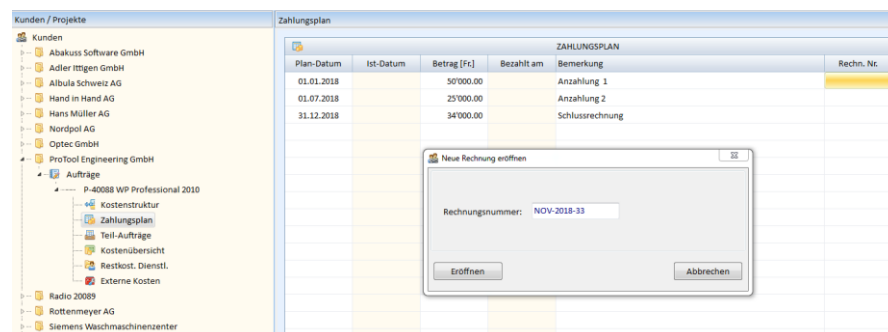 Kunden / Projekte
Kunden
Abakuss Software GmbH
Adler Ittigen GmbH
Albula Schweiz AG
Hand in Hand AG
Hans Müller AG
Nordpol AG
Optec GmbH
ProTool Engineering GmbH
Aufträge
P-40088 WP Professional 2010
Kostenstruktur
Zahlungsplan
Teil-Aufträge
Kostenübersicht
Restkost. Dienstl.
Externe Kosten
Radio 20089
Rottenmeyer AG
Siemens Waschmaschinenzenter
Zahlungsplan
ZAHLUNGSPLAN
Plan-Datum Ist-Datum Betrag [Fr.] Bezahlt am Bemerkung Rechn. Nr.
01.01.2018 50'000.00 Anzahlung 1
01.07.2018 25'000.00 Anzahlung 2
31.12.2018 34'000.00 Schlussrechnung
Neue Rechnung eröffnen
Rechnungsnummer: NOV-2018-33
Eröffnen Abbrechen